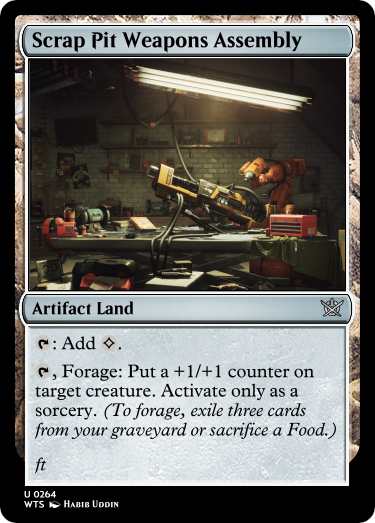 Scrap Pit Weapons Assembly
Artifact Land
: Add .
, Forage: Put a +1/+1 counter on
target creature. Activate only as a
sorcery. (To forage, exile three cards
from your graveyard or sacrifice a Food.)
ft
U 0264
WTS Habib Uddin